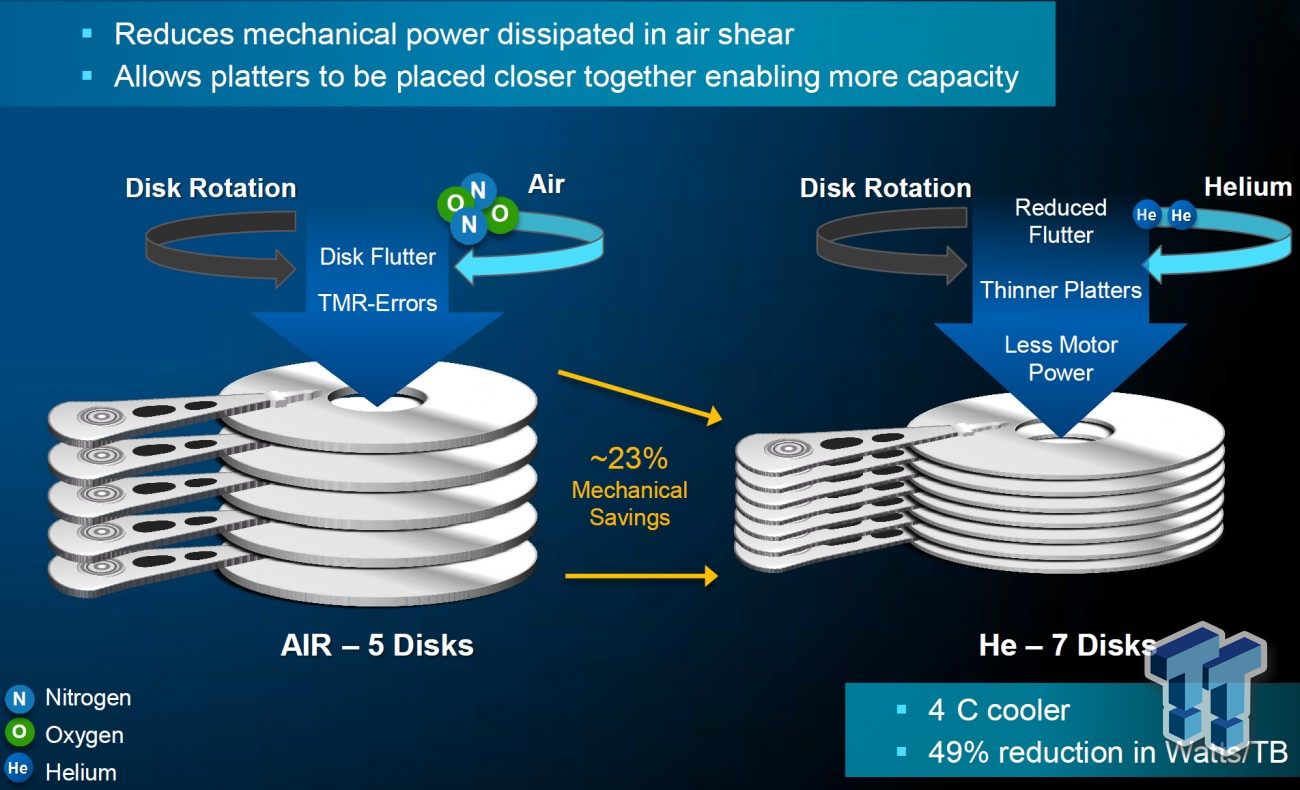 Reduces mechanical power dissipated in air shear
Allows platters to be placed closer together enabling more capacity
Disk Rotation
N
O
O
N
Air
Disk Flutter
TMR-Errors
Disk Rotation
Reduced
Flutter
He
He
Helium
Thinner Platters
Less Motor
Power
~23%
Mechanical
Savings
AIR – 5 Disks
He – 7 Disks
N Nitrogen
O Oxygen
He Helium
4 C cooler
49% reduction in Watts/TB